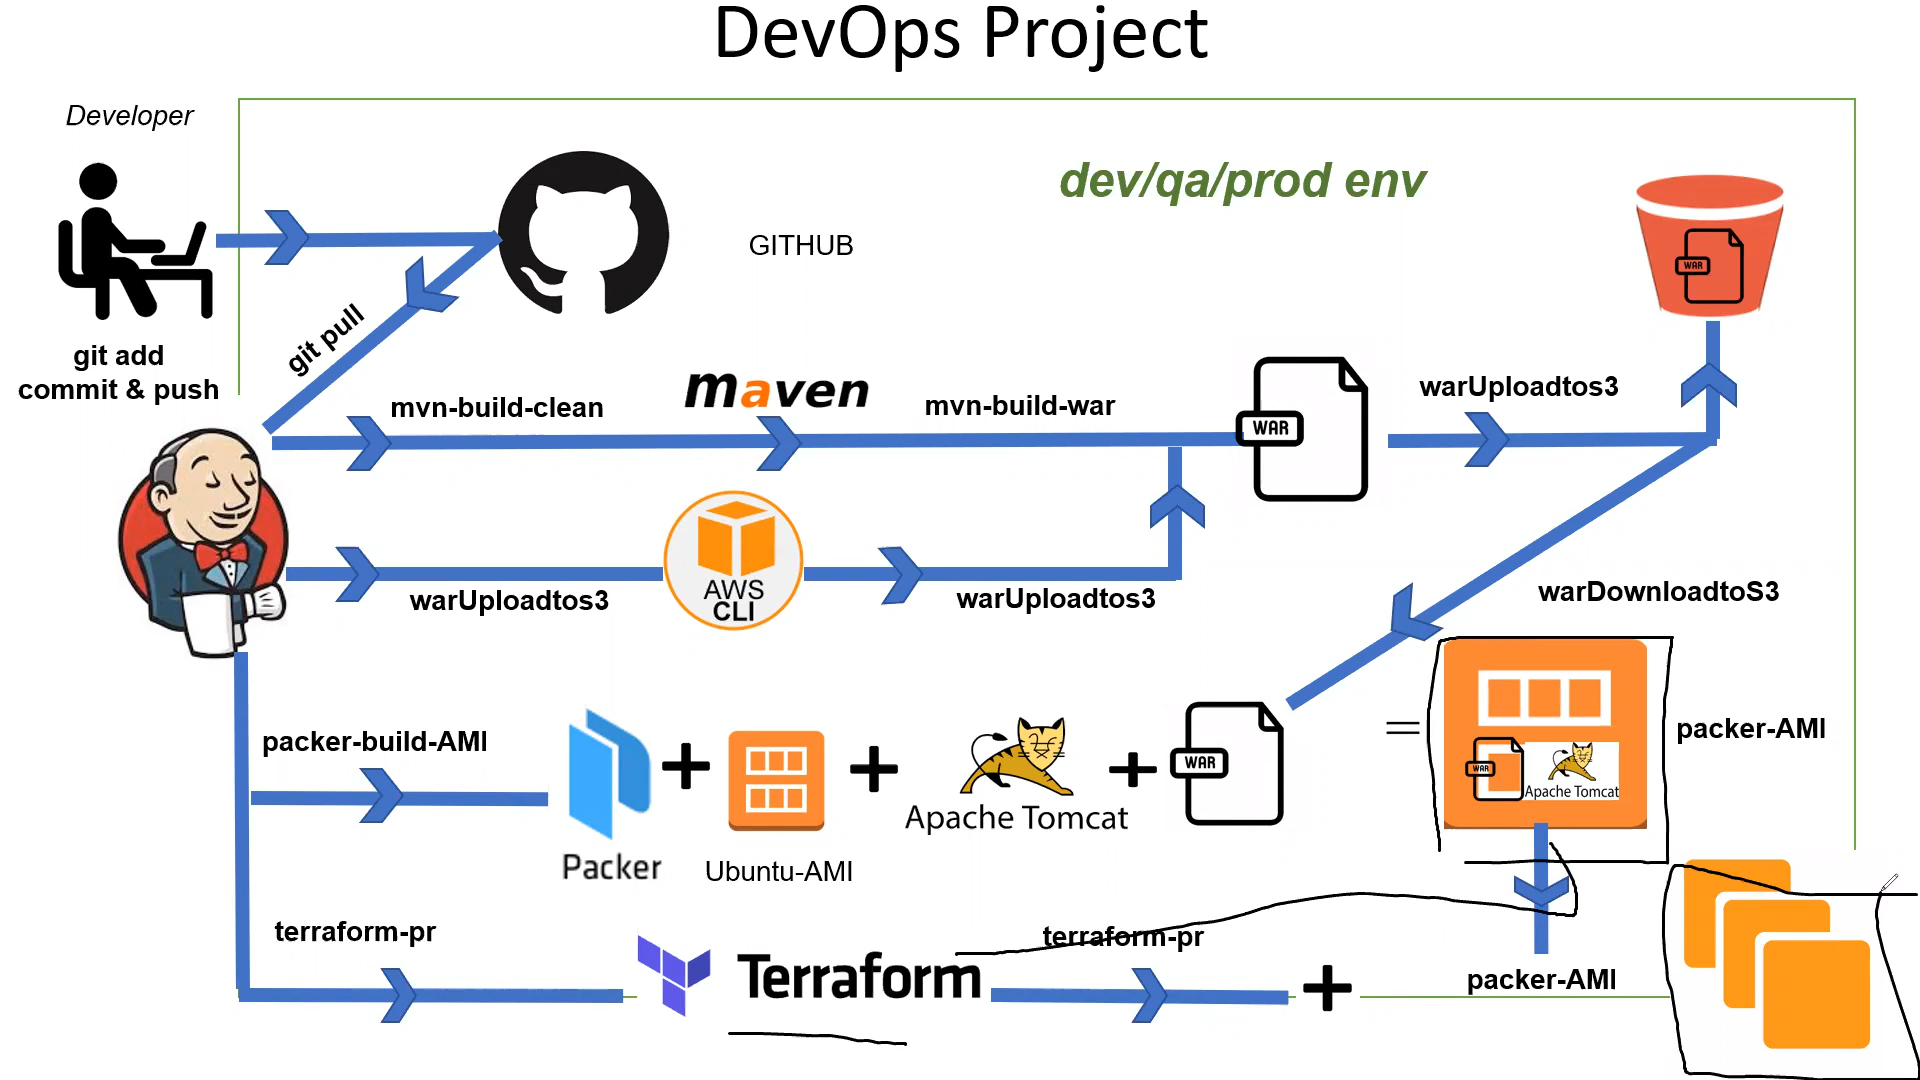 DevOps Project
Developer
dev/qa/prod env
GITHUB
WAR
git pull
git add
commit & push
maven
mvn-build-clean
mvn-build-war
WAR
warUploadtos3
AWS
CLI
warUploadtos3
warUploadtos3
warDownloadtoS3
packer-build-AMI
WAR
=
packer-AMI
WAR
Apache Tomcat
+
+
+
Apache Tomcat
Packer
Ubuntu-AMI
terraform-pr
terraform-pr
Terraform
+
packer-AMI